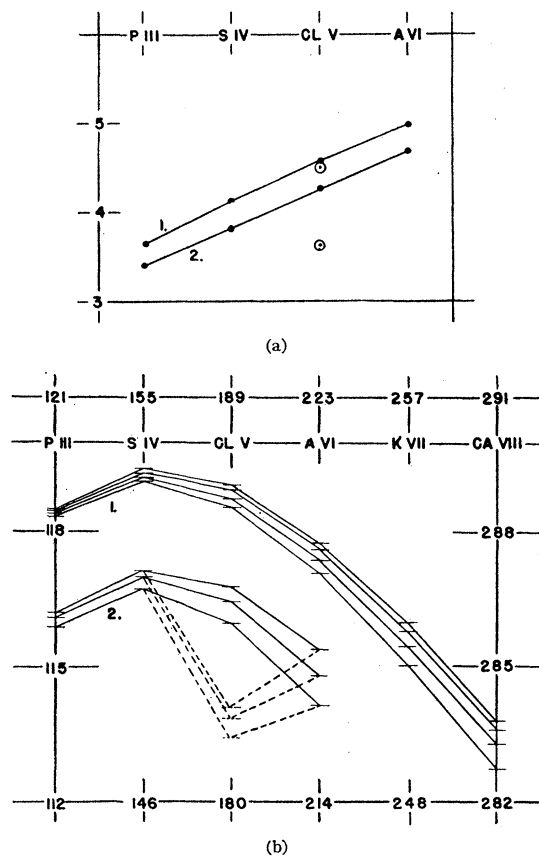 P III S IV CL V A VI
5
4
1.
2.
3
(a)
121 155 189 223 257 291
P III S IV CL V A VI K VII CA VIII
1.
118 288
2.
115 285
112 146 180 214 248 282
(b)